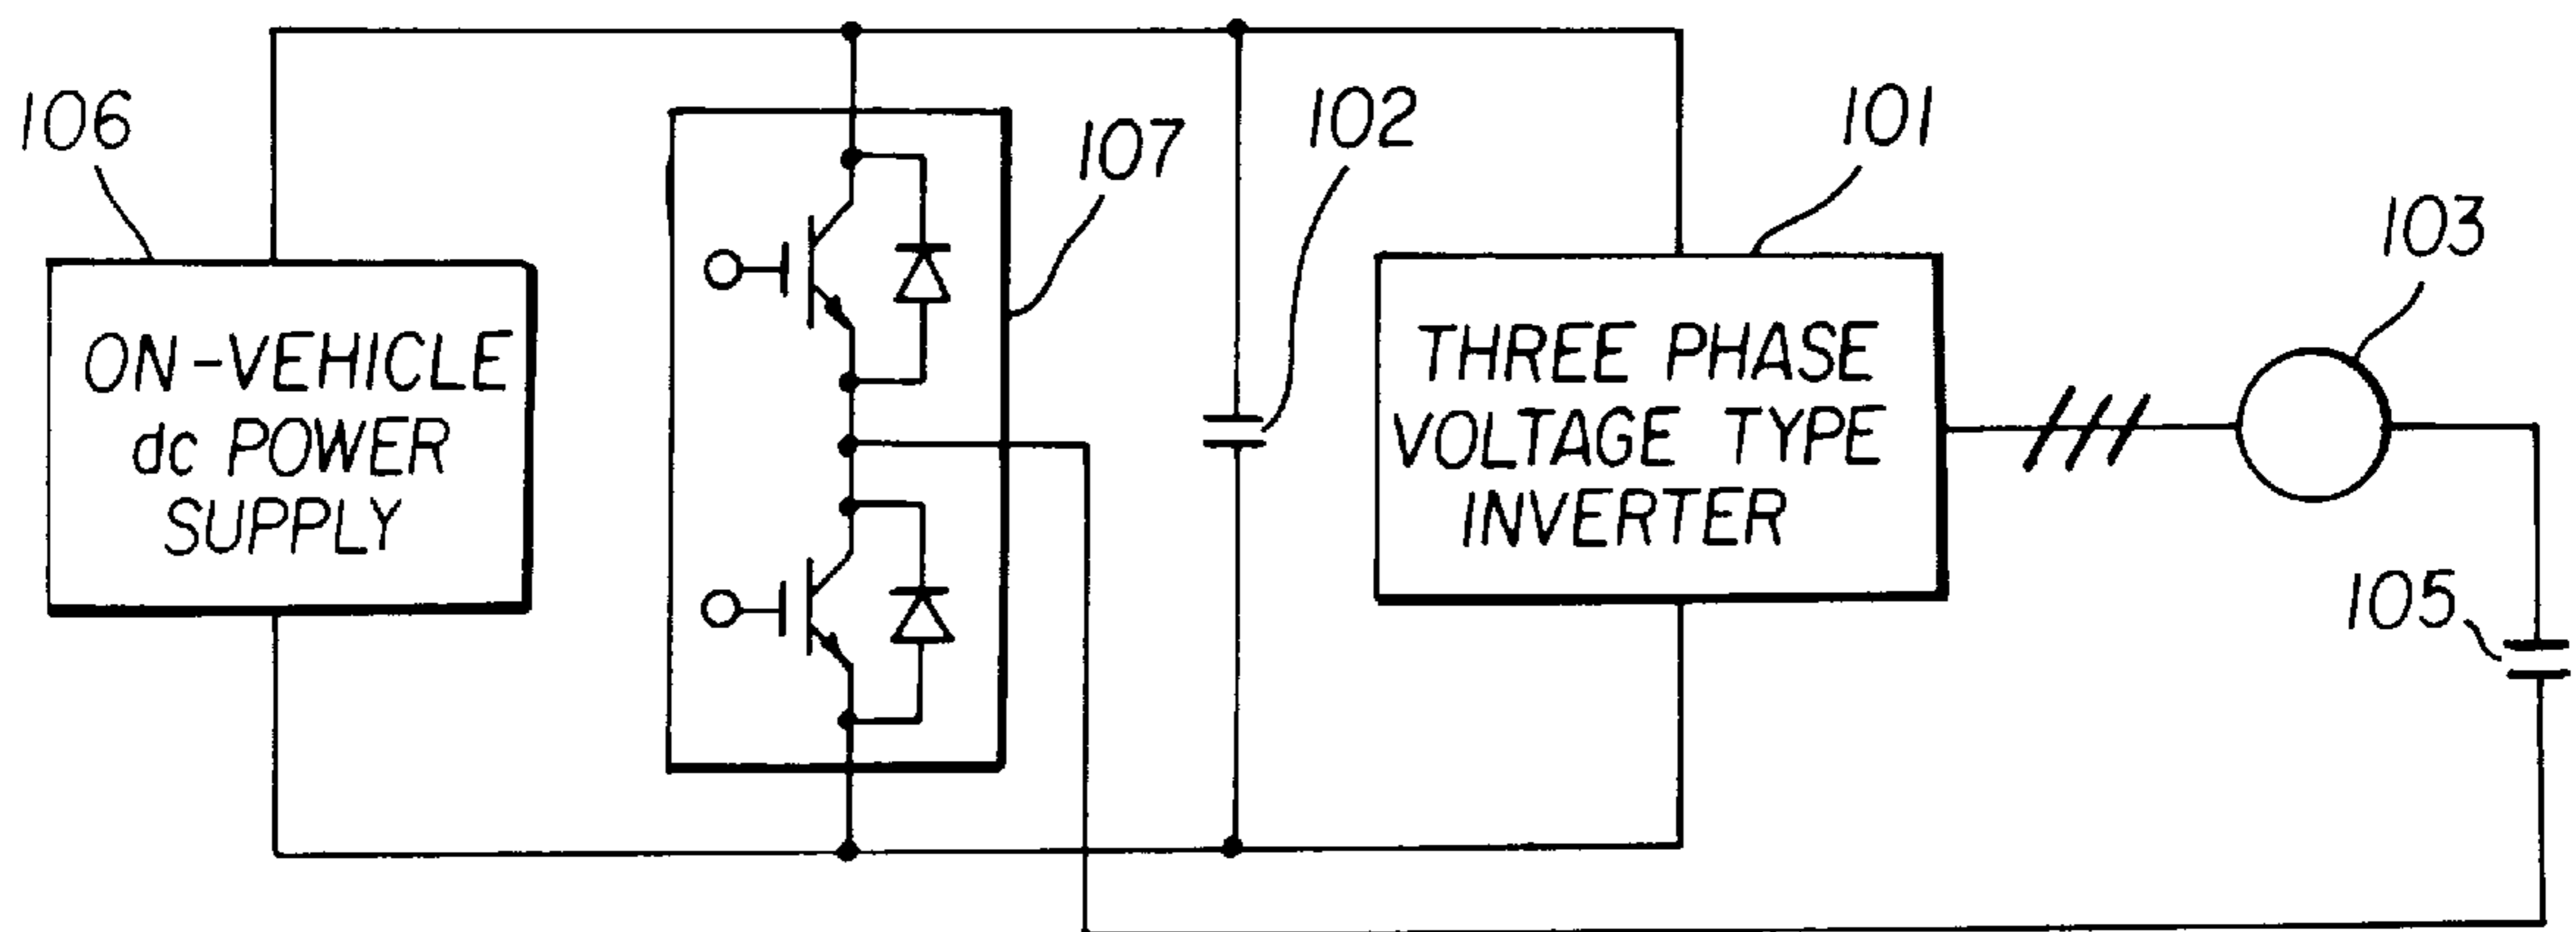 106
107
102
101
103
ON-VEHICLE
dc POWER
SUPPLY
THREE PHASE
VOLTAGE TYPE
INVERTER
105